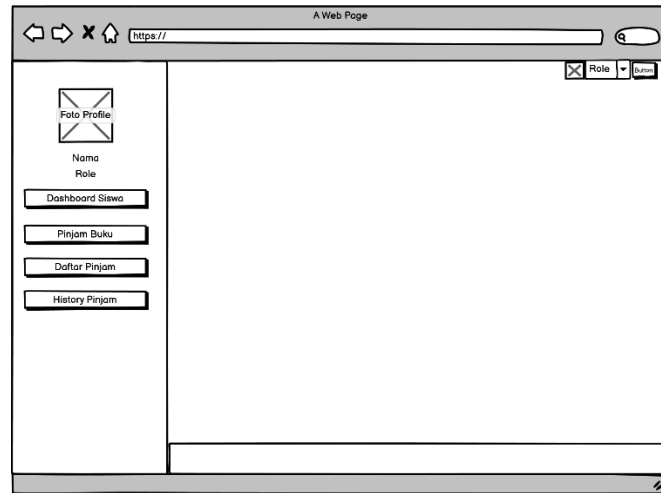 A Web Page
https://
Role
Button
Foto Profile
Nama
Role
Dashboard Siswa
Pinjam Buku
Daftar Pinjam
History Pinjam